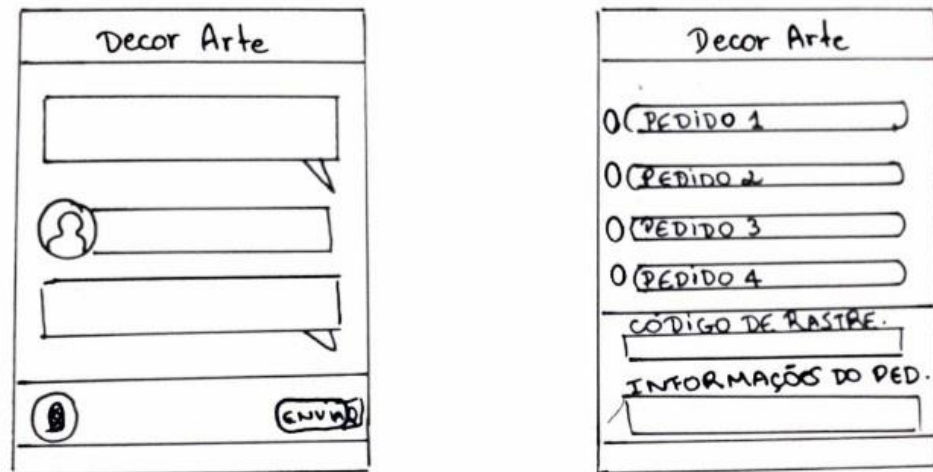 Decor Arte
ENVIAR
Decor Arte
PEDIDO 1
PEDIDO 2
PEDIDO 3
PEDIDO 4
CÓDIGO DE RASTRE.
INFORMAÇÕES DO PED.